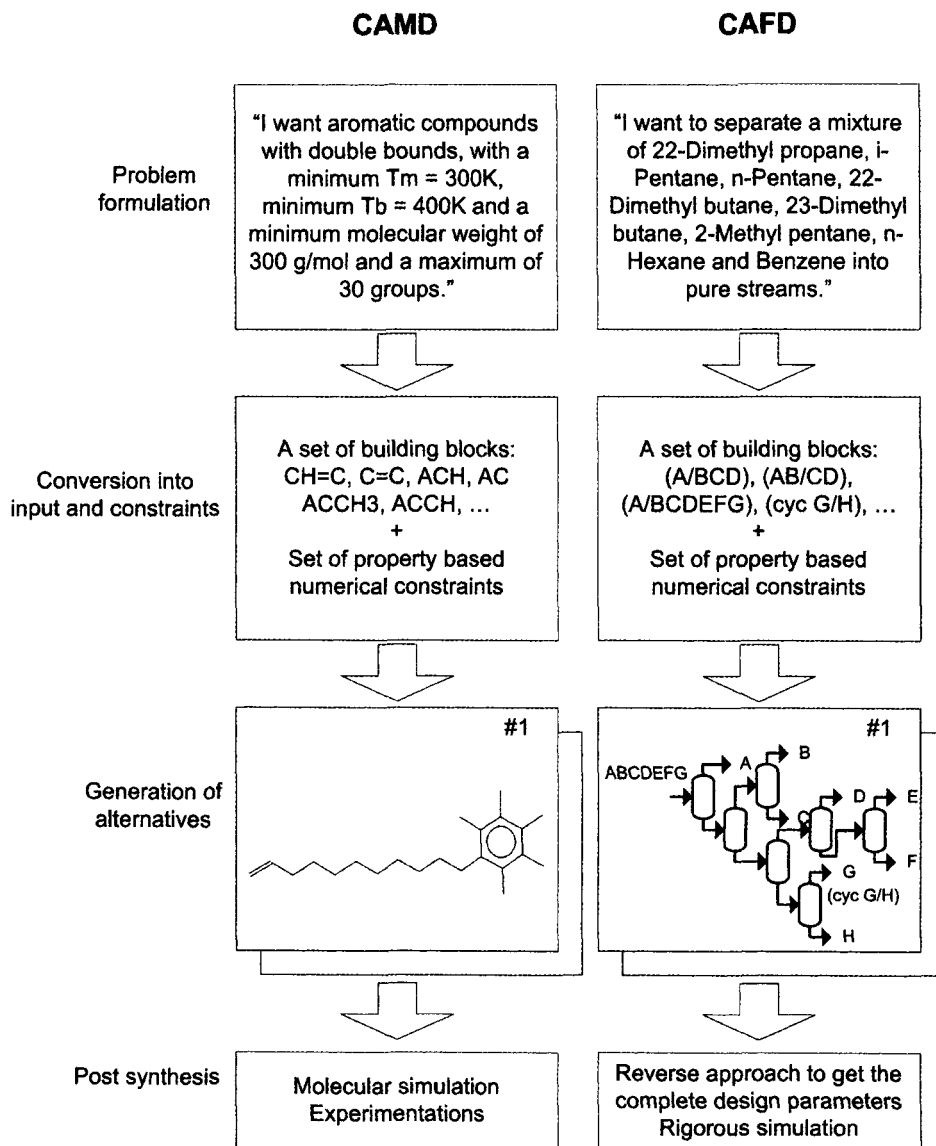 CAMD
CAFD
Problem
formulation
"I want aromatic compounds
with double bounds, with a
minimum Tm = 300K,
minimum Tb = 400K and a
minimum molecular weight of
300 g/mol and a maximum of
30 groups."
"I want to separate a mixture
of 22-Dimethyl propane, i-
Pentane, n-Pentane, 22-
Dimethyl butane, 23-Dimethyl
butane, 2-Methyl pentane, n-
Hexane and Benzene into
pure streams."
Conversion into
input and constraints
A set of building blocks:
CH=C, C=C, ACH, AC
ACCH3, ACCH, ...
+
Set of property based
numerical constraints
A set of building blocks:
(A/BCD), (AB/CD),
(A/BCDEFG), (cyc G/H), ...
+
Set of property based
numerical constraints
Generation of
alternatives
#1
#1
ABCDEFG
A
B
C
D
E
F
G
(cyc G/H)
H
Post synthesis
Molecular simulation
Experimentations
Reverse approach to get the
complete design parameters
Rigorous simulation